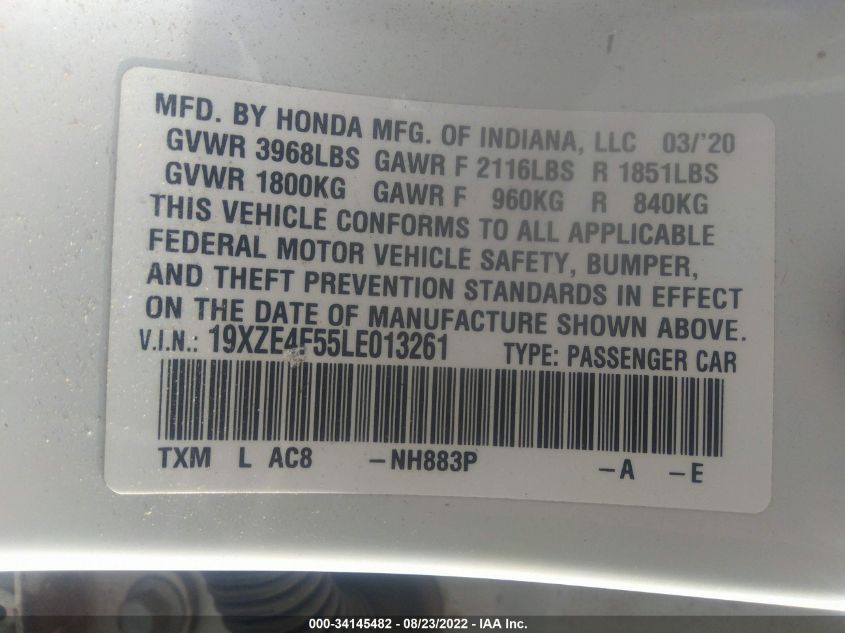 MFD. BY HONDA MFG. OF INDIANA, LLC 03/'20
GVWR 3968LBS GAWR F 2116LBS R 1851LBS
GVWR 1800KG GAWR F 960KG R 840KG
THIS VEHICLE CONFORMS TO ALL APPLICABLE
FEDERAL MOTOR VEHICLE SAFETY, BUMPER,
AND THEFT PREVENTION STANDARDS IN EFFECT
ON THE DATE OF MANUFACTURE SHOWN ABOVE.
V.I.N.: 19XZE4F55LE013261 TYPE: PASSENGER CAR
TXM L AC8 -NH883P -A -E
000-34145482 - 08/23/2022 - IAA Inc.